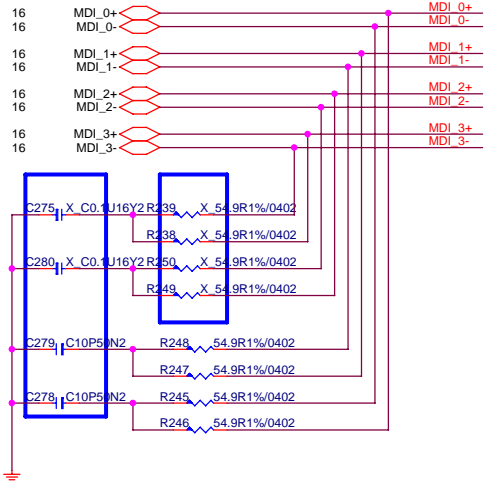 16 MDI_0+ MDI_0+
16 MDI_0- MDI_0-
16 MDI_1+ MDI_1+
16 MDI_1- MDI_1-
16 MDI_2+ MDI_2+
16 MDI_2- MDI_2-
16 MDI_3+ MDI_3+
16 MDI_3- MDI_3-
C275 X_C0.1U16Y2 R239 X_54.9R1%/0402
R238 X_54.9R1%/0402
C280 X_C0.1U16Y2 R250 X_54.9R1%/0402
R249 X_54.9R1%/0402
C279 C10P50N2 R248 54.9R1%/0402
R247 54.9R1%/0402
C278 C10P50N2 R245 54.9R1%/0402
R246 54.9R1%/0402